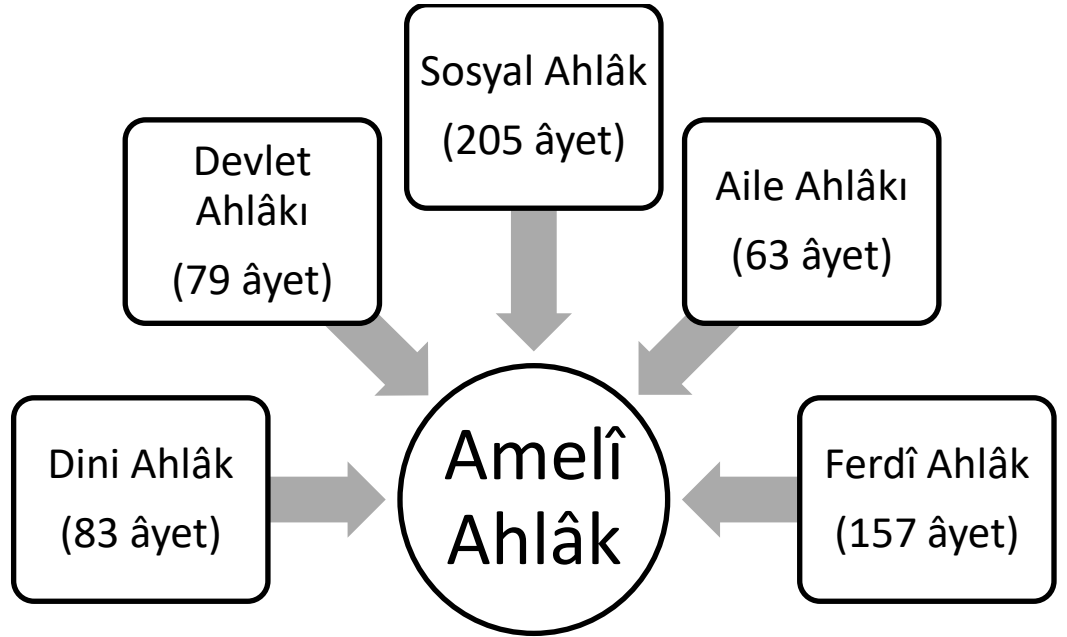 Sosyal Ahlâk
(205 âyet)
Devlet
Ahlâkı
(79 âyet)
Aile Ahlâkı
(63 âyet)
Dini Ahlâk
(83 âyet)
Amelî
Ahlâk
Ferdî Ahlâk
(157 âyet)